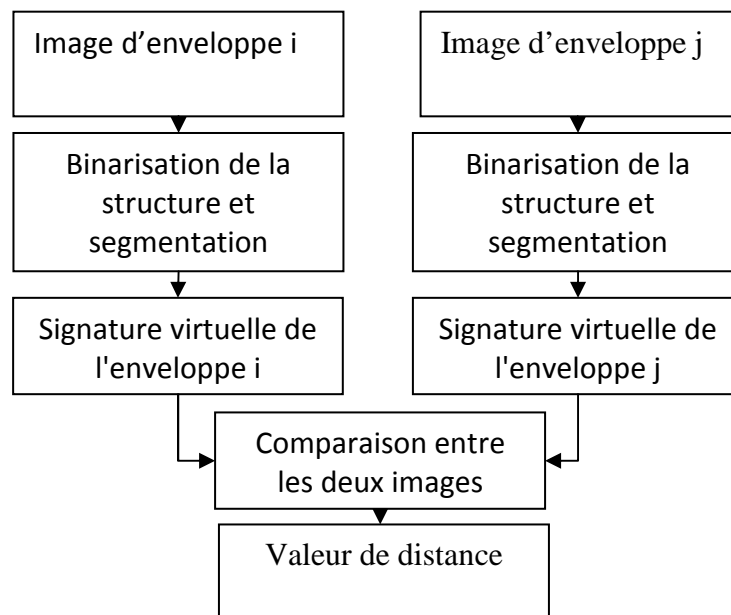 Image d’enveloppe i
Image d’enveloppe j
Binarisation de la
structure et
segmentation
Binarisation de la
structure et
segmentation
Signature virtuelle de
l'enveloppe i
Signature virtuelle de
l'enveloppe j
Comparaison entre
les deux images
Valeur de distance